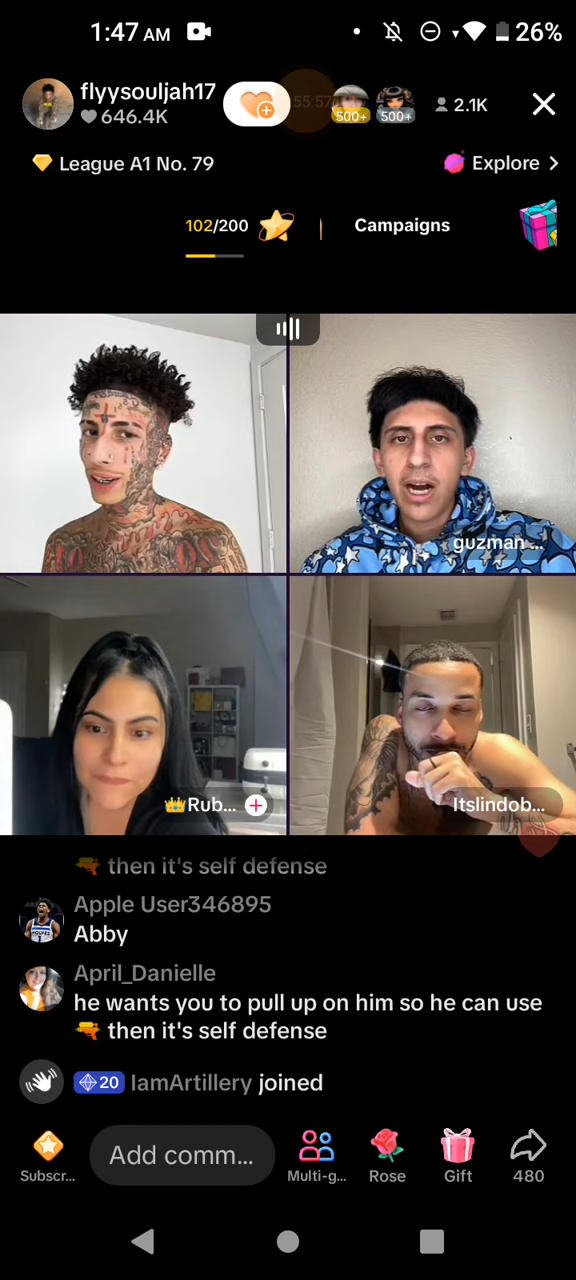 1:47 AM
26%
flyysouljah17
646.4K
55:57
500+
500+
2.1K
League A1 No. 79
Explore >
102/200
Campaigns
guzman ...
Rub...
Itslindob...
then it's self defense
Apple User346895
Abby
April_Danielle
he wants you to pull up on him so he can use
then it's self defense
20 IamArtillery joined
Subscr...
Add comm...
Multi-g...
Rose
Gift
480